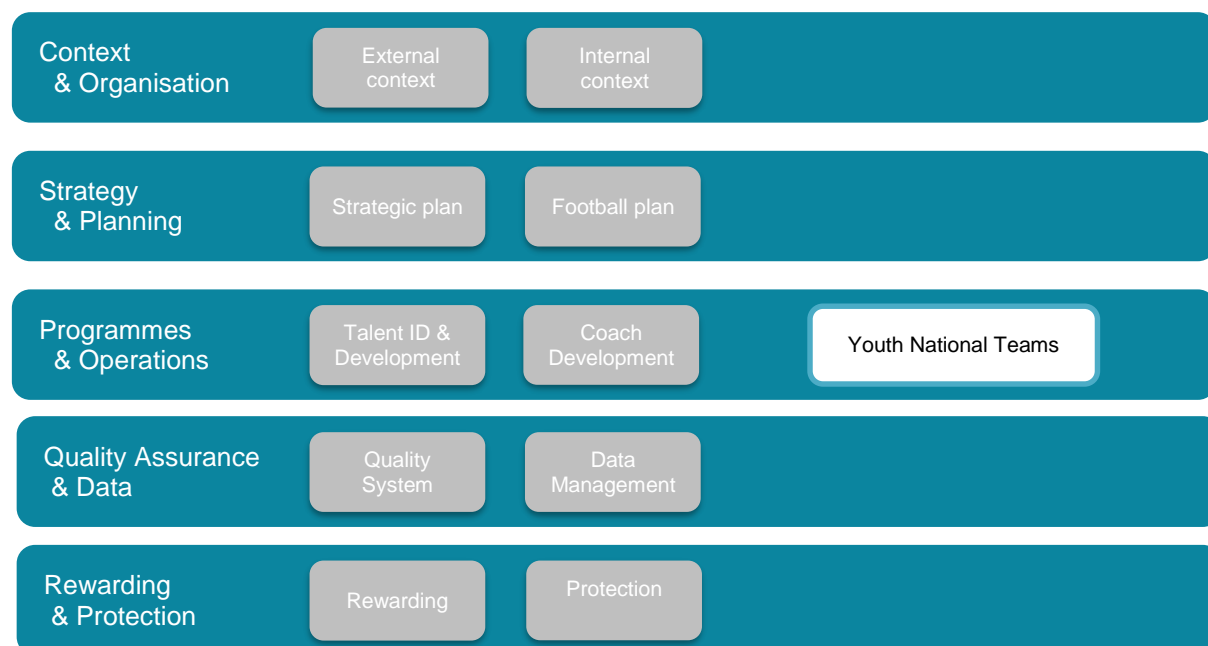 Context
& Organisation
External
context
Internal
context
Strategy
& Planning
Strategic plan
Football plan
Programmes
& Operations
Talent ID &
Development
Coach
Development
Youth National Teams
Quality Assurance
& Data
Quality
System
Data
Management
Rewarding
& Protection
Rewarding
Protection